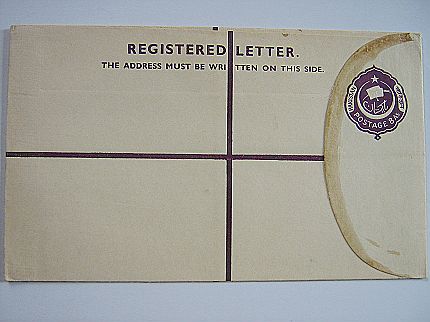 REGISTERED LETTER.
THE ADDRESS MUST BE WRITTEN ON THIS SIDE.
POSTAGE